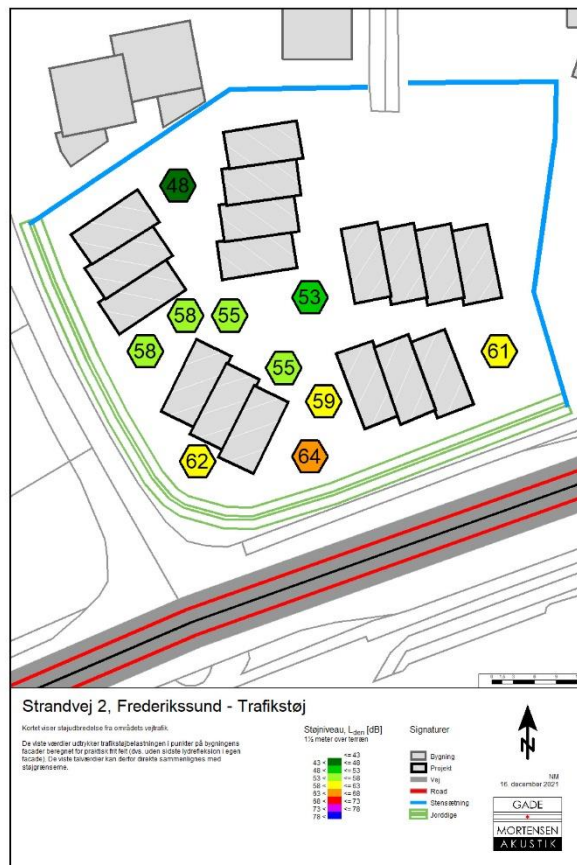 48
53
58
55
58
55
61
59
64
62
Strandvej 2, Frederikssund - Trafikstøj
Kortet viser støjudbredelse fra områdets vejtrafik.
De viste værdier udtrykker trafikstøjbelastningen i punkter på bygningens
facader beregnet for praktisk frit felt (dvs. uden sidste lydrefleksion i egen
facade). De viste talværdier kan derfor direkte sammenlignes med
støjgrænserne.
Støjniveau, Lden [dB]
1½ meter over terræn
<= 43
43 < <= 48
48 < <= 53
53 < <= 58
58 < <= 63
63 < <= 68
68 < <= 73
73 < <= 78
78 <
Signaturer
Bygning
Projekt
Vej
Road
Stensætning
Jorddige
N
NM
16. december 2021
GADE
MORTENSEN
AKUSTIK